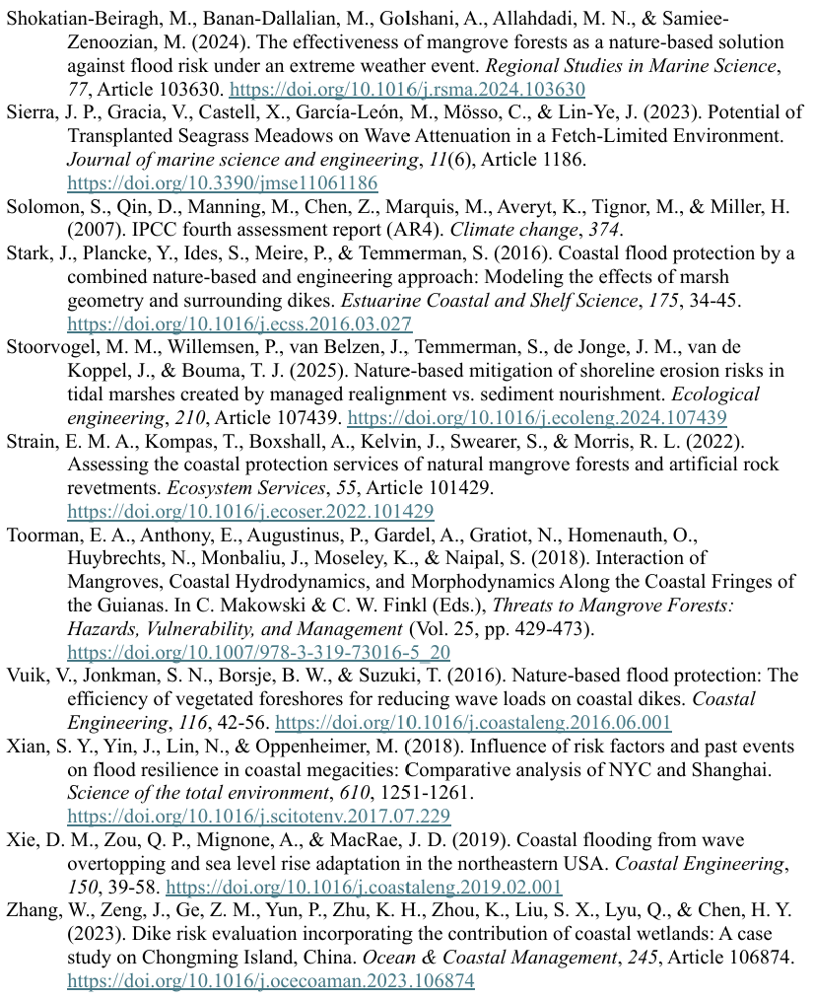 Shokatian-Beiragh, M., Banan-Dallalian, M., Golshani, A., Allahdadi, M. N., & Samiee-
Zenoozian, M. (2024). The effectiveness of mangrove forests as a nature-based solution
against flood risk under an extreme weather event. Regional Studies in Marine Science,
77, Article 103630. https://doi.org/10.1016/j.rsma.2024.103630
Sierra, J. P., Gracia, V., Castell, X., García-León, M., Mösso, C., & Lin-Ye, J. (2023). Potential of
Transplanted Seagrass Meadows on Wave Attenuation in a Fetch-Limited Environment.
Journal of marine science and engineering, 11(6), Article 1186.
https://doi.org/10.3390/jmse11061186
Solomon, S., Qin, D., Manning, M., Chen, Z., Marquis, M., Averyt, K., Tignor, M., & Miller, H.
(2007). IPCC fourth assessment report (AR4). Climate change, 374.
Stark, J., Plancke, Y., Ides, S., Meire, P., & Temmerman, S. (2016). Coastal flood protection by a
combined nature-based and engineering approach: Modeling the effects of marsh
geometry and surrounding dikes. Estuarine Coastal and Shelf Science, 175, 34-45.
https://doi.org/10.1016/j.ecss.2016.03.027
Stoorvogel, M. M., Willemsen, P., van Belzen, J., Temmerman, S., de Jonge, J. M., van de
Koppel, J., & Bouma, T. J. (2025). Nature-based mitigation of shoreline erosion risks in
tidal marshes created by managed realignment vs. sediment nourishment. Ecological
engineering, 210, Article 107439. https://doi.org/10.1016/j.ecoleng.2024.107439
Strain, E. M. A., Kompas, T., Boxshall, A., Kelvin, J., Swearer, S., & Morris, R. L. (2022).
Assessing the coastal protection services of natural mangrove forests and artificial rock
revetments. Ecosystem Services, 55, Article 101429.
https://doi.org/10.1016/j.ecoser.2022.101429
Toorman, E. A., Anthony, E., Augustinus, P., Gardel, A., Gratiot, N., Homenauth, O.,
Huybrechts, N., Monbaliu, J., Moseley, K., & Naipal, S. (2018). Interaction of
Mangroves, Coastal Hydrodynamics, and Morphodynamics Along the Coastal Fringes of
the Guianas. In C. Makowski & C. W. Finkl (Eds.), Threats to Mangrove Forests:
Hazards, Vulnerability, and Management (Vol. 25, pp. 429-473).
https://doi.org/10.1007/978-3-319-73016-5_20
Vuik, V., Jonkman, S. N., Borsje, B. W., & Suzuki, T. (2016). Nature-based flood protection: The
efficiency of vegetated foreshores for reducing wave loads on coastal dikes. Coastal
Engineering, 116, 42-56. https://doi.org/10.1016/j.coastaleng.2016.06.001
Xian, S. Y., Yin, J., Lin, N., & Oppenheimer, M. (2018). Influence of risk factors and past events
on flood resilience in coastal megacities: Comparative analysis of NYC and Shanghai.
Science of the total environment, 610, 1251-1261.
https://doi.org/10.1016/j.scitotenv.2017.07.229
Xie, D. M., Zou, Q. P., Mignone, A., & MacRae, J. D. (2019). Coastal flooding from wave
overtopping and sea level rise adaptation in the northeastern USA. Coastal Engineering,
150, 39-58. https://doi.org/10.1016/j.coastaleng.2019.02.001
Zhang, W., Zeng, J., Ge, Z. M., Yun, P., Zhu, K. H., Zhou, K., Liu, S. X., Lyu, Q., & Chen, H. Y.
(2023). Dike risk evaluation incorporating the contribution of coastal wetlands: A case
study on Chongming Island, China. Ocean & Coastal Management, 245, Article 106874.
https://doi.org/10.1016/j.ocecoaman.2023.106874